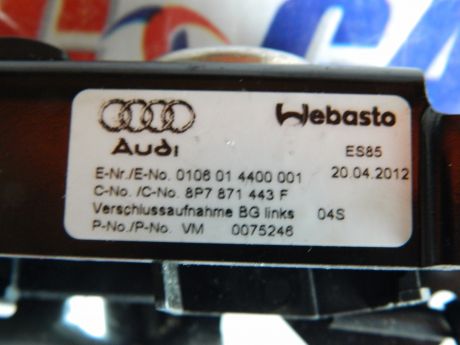 Audi
Webasto
ES85
E-Nr./E-No. 0106 01 4400 001 20.04.2012
C-No. /C-No. 8P7 871 443 F
Verschlussaufnahme BG links 04S
P-No./P-No. VM 0075246